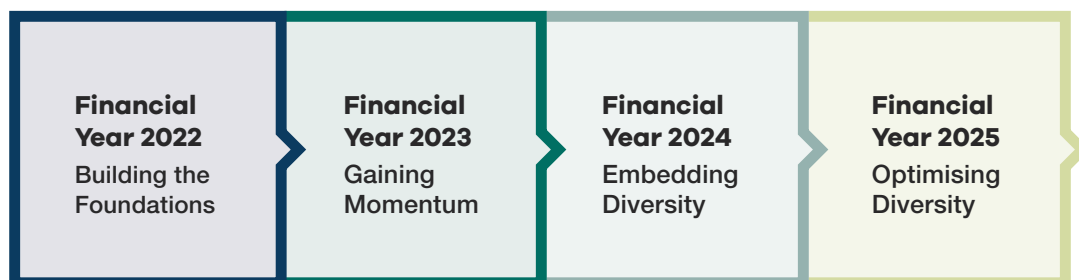 Financial
Year 2022
Building the
Foundations
Financial
Year 2023
Gaining
Momentum
Financial
Year 2024
Embedding
Diversity
Financial
Year 2025
Optimising
Diversity